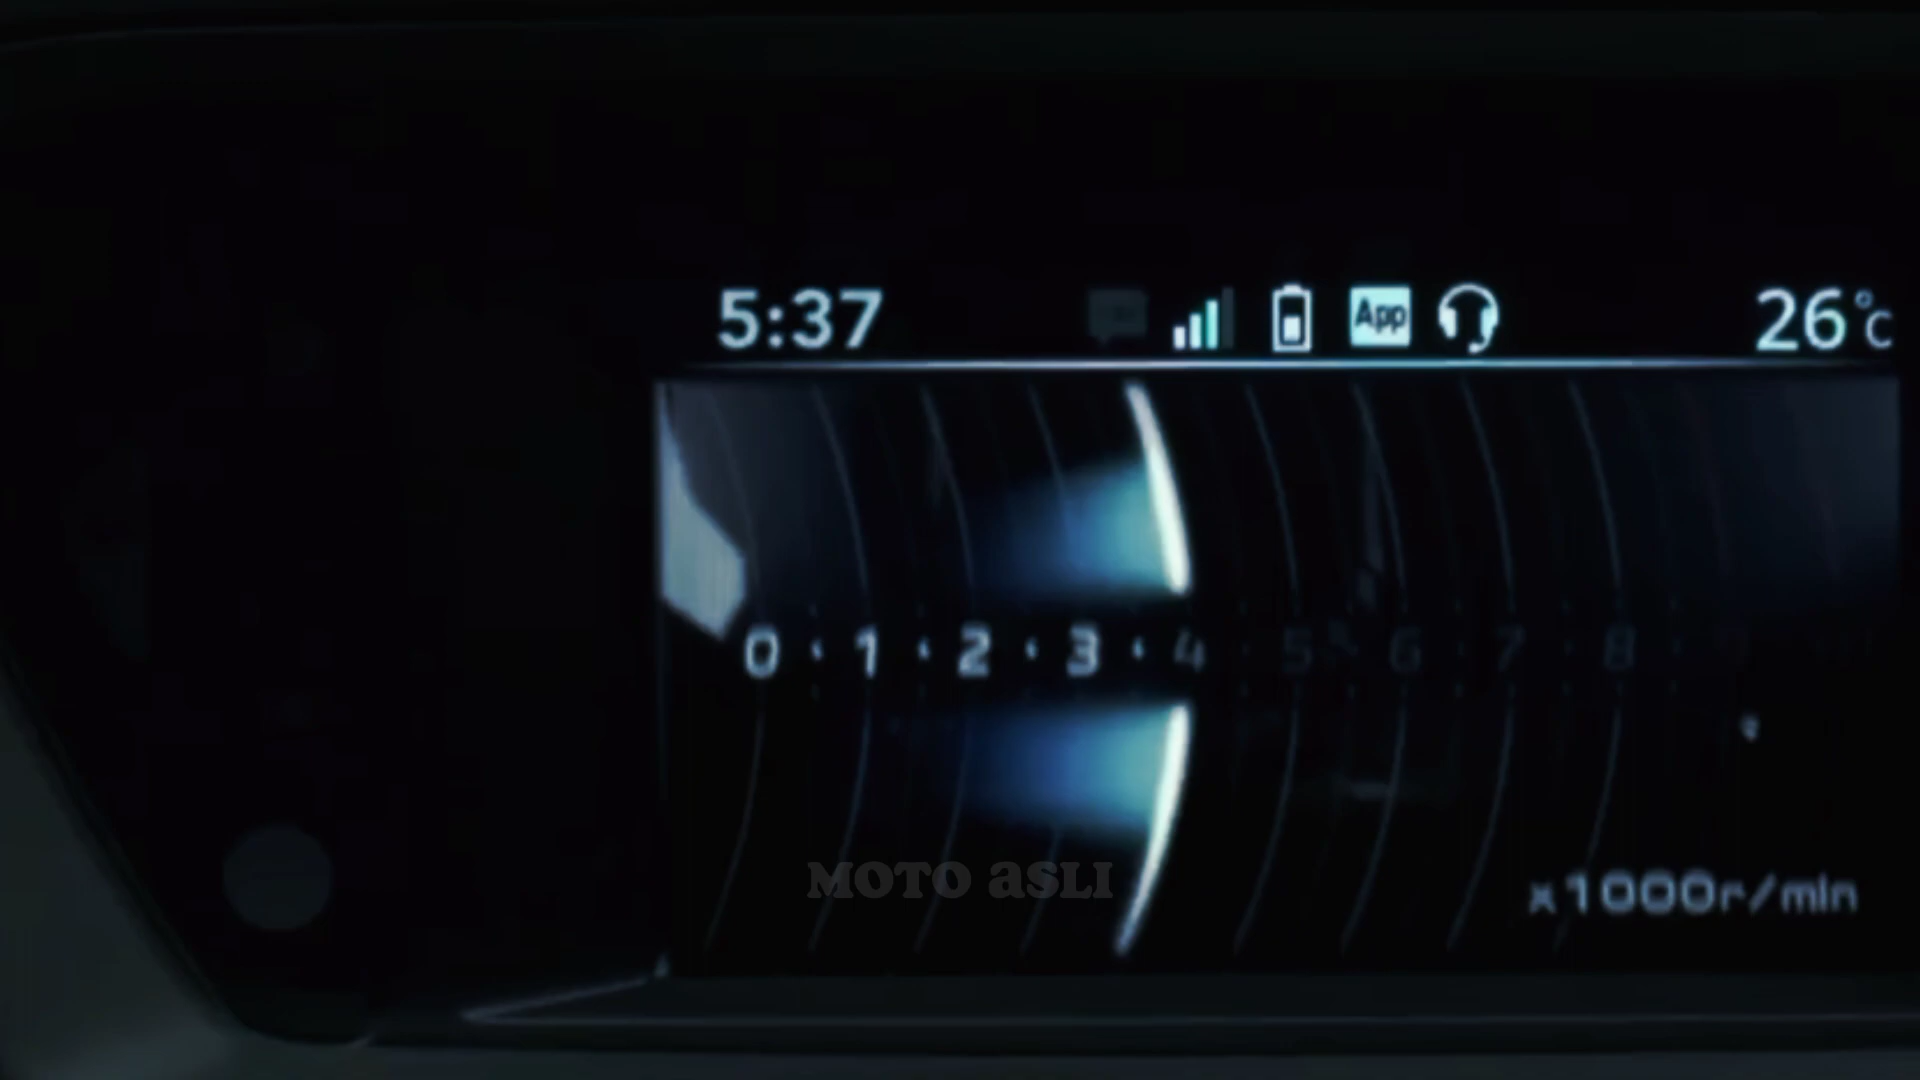 5:37 App 26°C
0 · 1 · 2 · 3 · 4 · 5 · 6 · 7 · 8
MOTO aSLI
x1000r/min